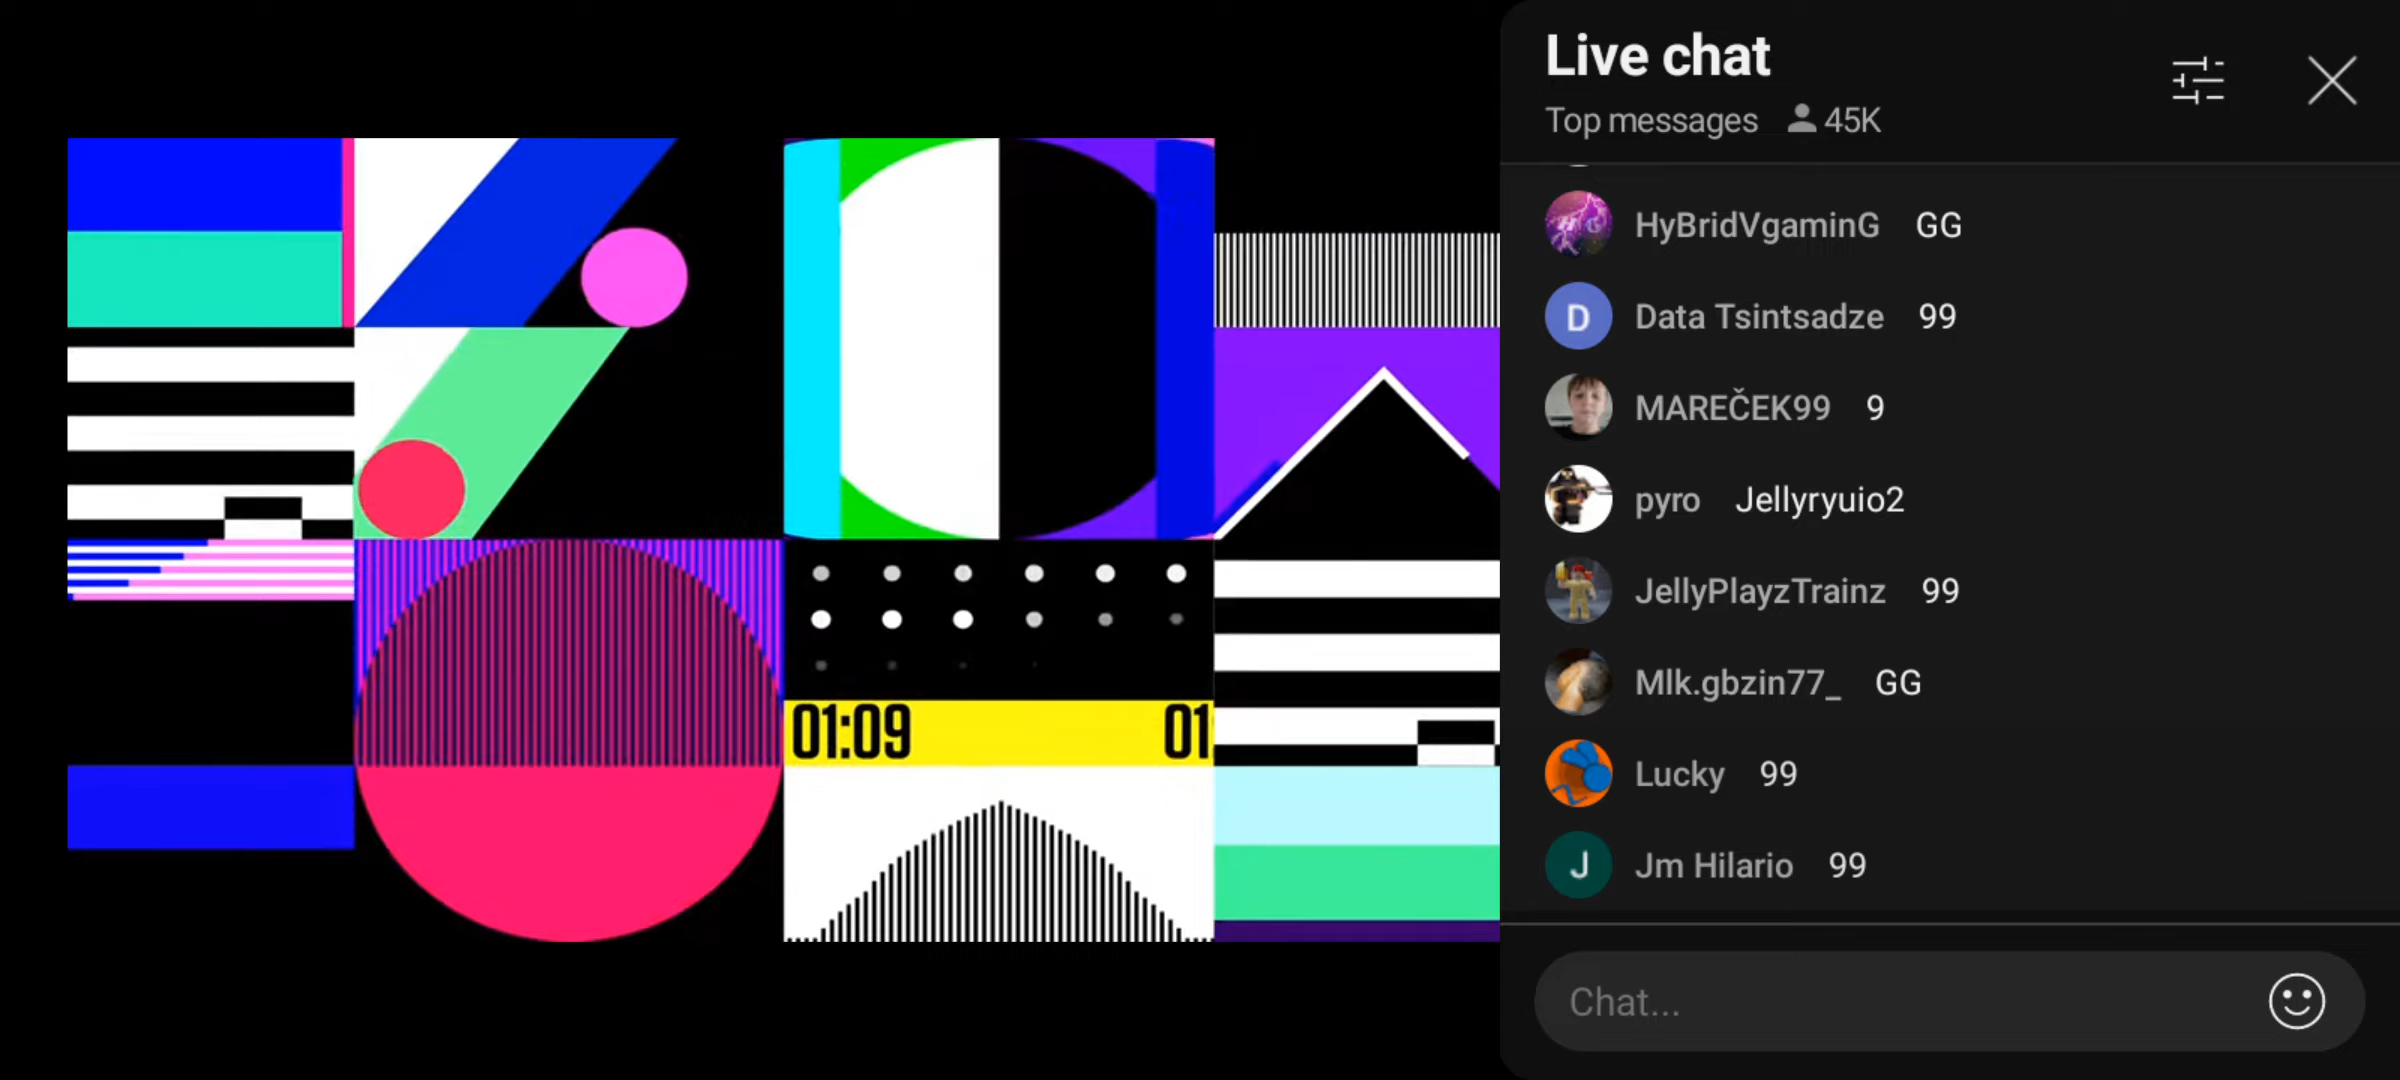 Live chat
Top messages 45K
HyBridVgaminG GG
D Data Tsintsadze 99
MAREČEK99 9
pyro Jellyryuio2
JellyPlayzTrainz 99
Mlk.gbzin77_ GG
Lucky 99
J Jm Hilario 99
Chat...
01:09 01